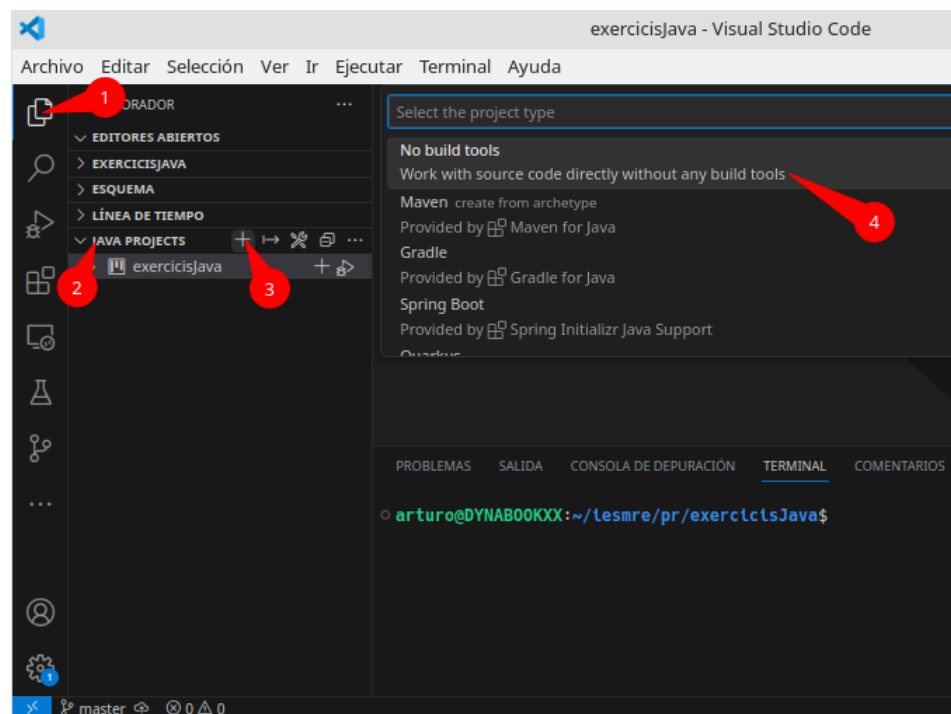 exercicisJava - Visual Studio Code
Archivo Editar Selección Ver Ir Ejecutar Terminal Ayuda
1
ORADOR
EDITORES ABIERTOS
EXERCICISJAVA
ESQUEMA
LÍNEA DE TIEMPO
JAVA PROJECTS
exercicisJava
2
3
Select the project type
No build tools
Work with source code directly without any build tools
4
Maven create from archetype
Provided by Maven for Java
Gradle
Provided by Gradle for Java
Spring Boot
Provided by Spring Initializr Java Support
Quarkus
PROBLEMAS SALIDA CONSOLA DE DEPURACIÓN TERMINAL COMENTARIOS
arturo@DYNABOOKXX:~/iesmre/pr/exercicisJava$
1
master 0 0